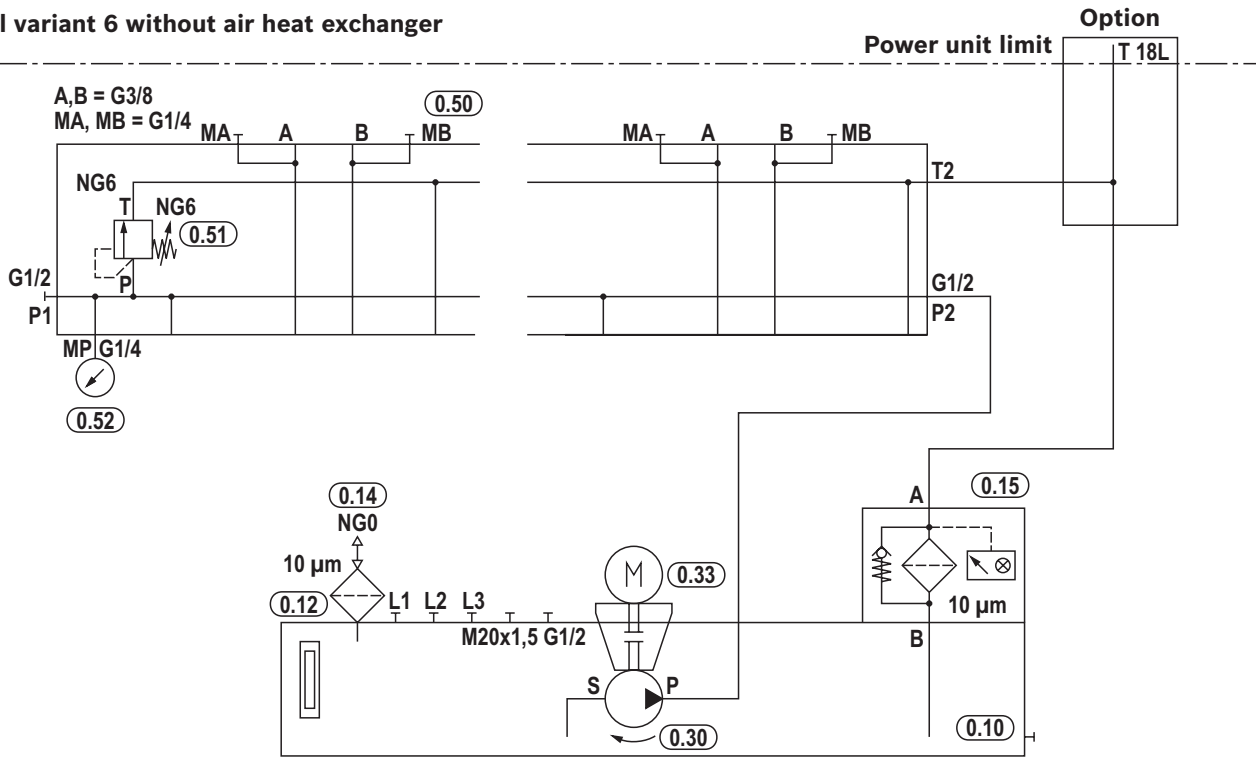 l variant 6 without air heat exchanger
Option
Power unit limit
T 18L
A,B = G3/8
MA, MB = G1/4
0.50
MA A B MB
MA A B MB
NG6
T2
T NG6
0.51
G1/2
P
G1/2
P1
P2
MP G1/4
0.52
0.14
NG0
A
0.15
10 µm
M
0.33
0.12
L1 L2 L3
10 µm
M20x1,5 G1/2
B
S P
0.30
0.10